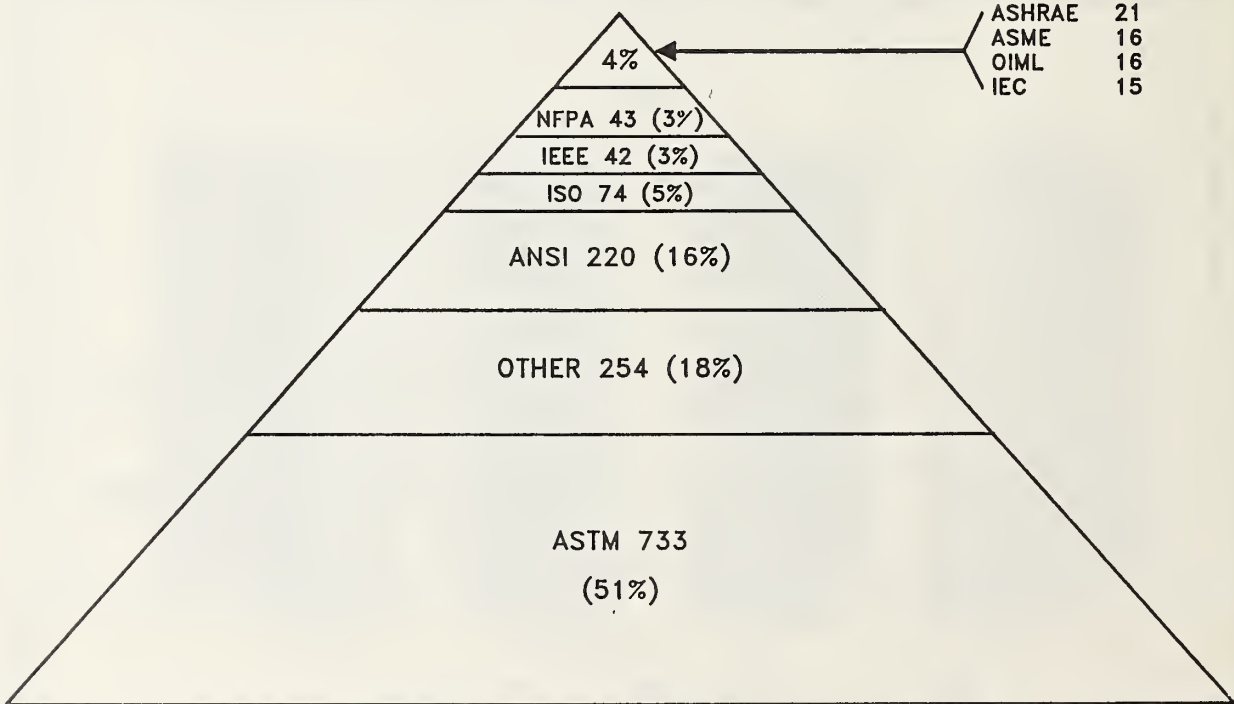 ASHRAE 21
ASME 16
OIML 16
IEC 15
4%
NFPA 43 (3%)
IEEE 42 (3%)
ISO 74 (5%)
ANSI 220 (16%)
OTHER 254 (18%)
ASTM 733
(51%)